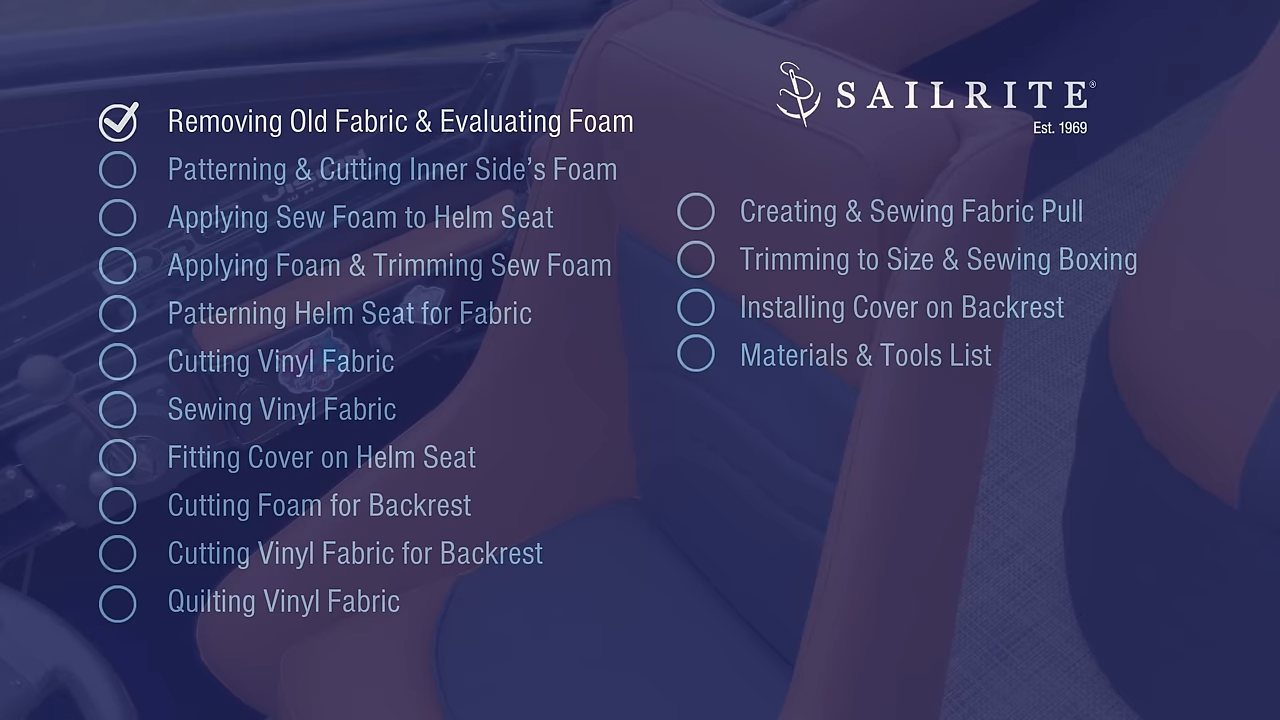 Removing Old Fabric & Evaluating Foam
Patterning & Cutting Inner Side’s Foam
Applying Sew Foam to Helm Seat
Applying Foam & Trimming Sew Foam
Patterning Helm Seat for Fabric
Cutting Vinyl Fabric
Sewing Vinyl Fabric
Fitting Cover on Helm Seat
Cutting Foam for Backrest
Cutting Vinyl Fabric for Backrest
Quilting Vinyl Fabric
SAILRITE®
Est. 1969
Creating & Sewing Fabric Pull
Trimming to Size & Sewing Boxing
Installing Cover on Backrest
Materials & Tools List